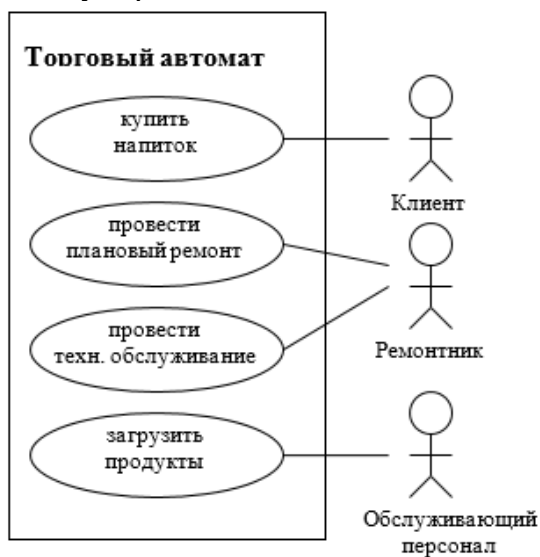 Торговый автомат
купить
напиток
Клиент
провести
плановый ремонт
провести
техн. обслуживание
Ремонтник
загрузить
продукты
Обслуживающий
персонал